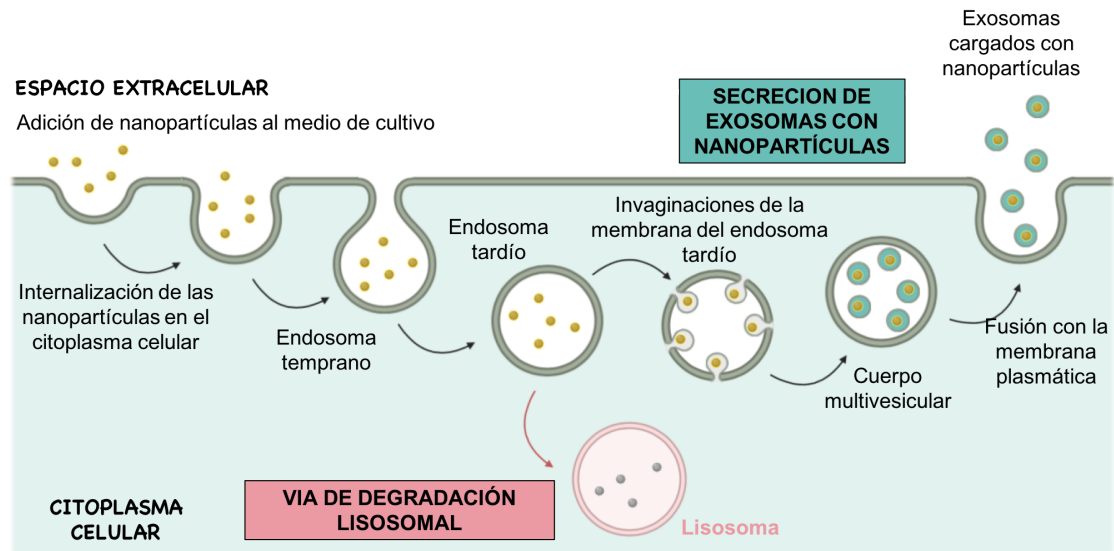 Exosomas
cargados con
nanopartículas
ESPACIO EXTRACELULAR
Adición de nanopartículas al medio de cultivo
SECRECION DE
EXOSOMAS CON
NANOPARTÍCULAS
Internalización de las
nanopartículas en el
citoplasma celular
Endosoma
temprano
Endosoma
tardío
Invaginaciones de la
membrana del endosoma
tardío
Cuerpo
multivesicular
Fusión con la
membrana
plasmática
CITOPLASMA
CELULAR
VIA DE DEGRADACIÓN
LISOSOMAL
Lisosoma